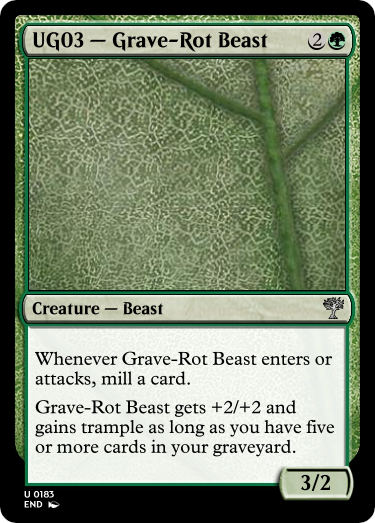 UG03 — Grave-Rot Beast 2
Creature — Beast
Whenever Grave-Rot Beast enters or
attacks, mill a card.
Grave-Rot Beast gets +2/+2 and
gains trample as long as you have five
or more cards in your graveyard.
3/2
U 0183
END